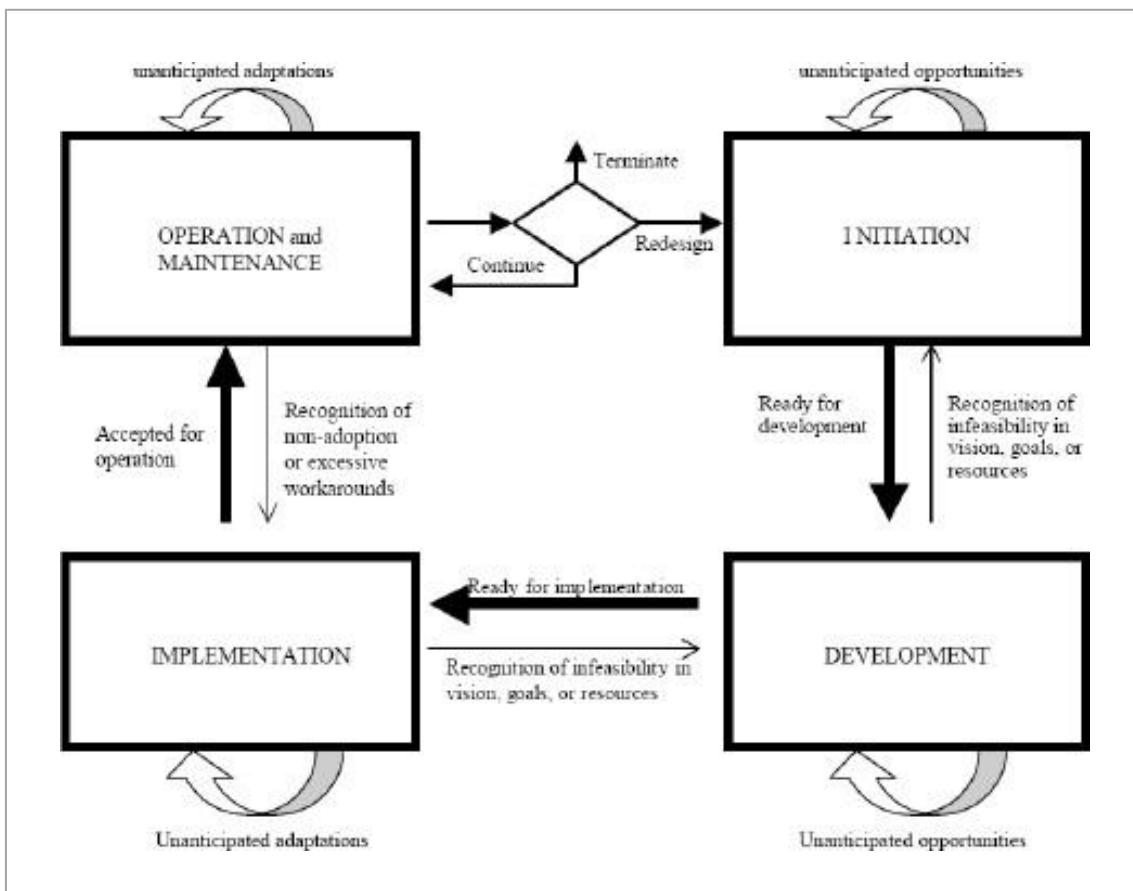 unanticipated adaptations
unanticipated opportunities
Terminate
OPERATION and
MAINTENANCE
INITIATION
Redesign
Continue
Accepted for
operation
Recognition of
non-adoption
or excessive
workarounds
Ready for
development
Recognition of
infeasibility in
vision, goals, or
resources
Ready for implementation
IMPLEMENTATION
DEVELOPMENT
Recognition of infeasibility in
vision, goals, or resources
Unanticipated adaptations
Unanticipated opportunities